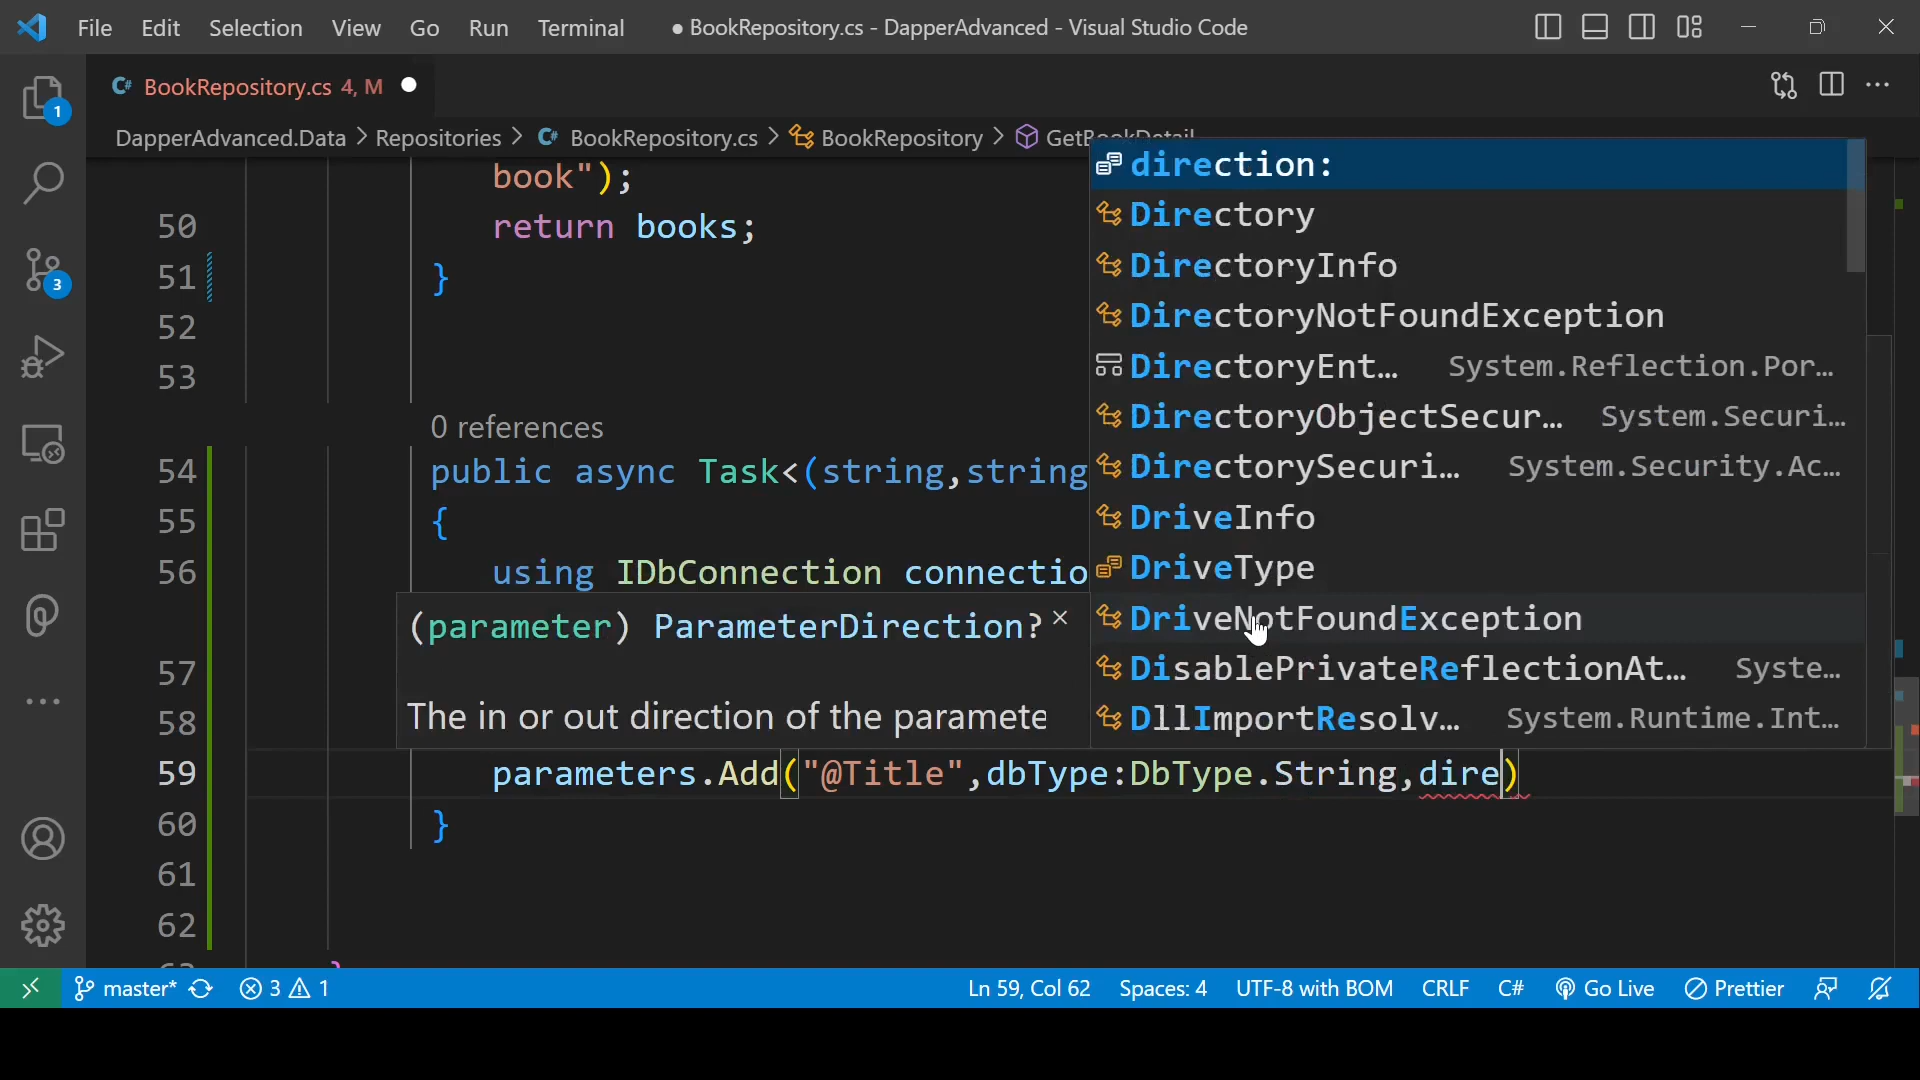 File Edit Selection View Go Run Terminal ● BookRepository.cs - DapperAdvanced - Visual Studio Code
C# BookRepository.cs 4, M ●
DapperAdvanced.Data > Repositories > C# BookRepository.cs > BookRepository > GetBookDetail
book");
50 return books;
51 }
52
53
0 references
54 public async Task<(string,string
55 {
56 using IDbConnection connectio
57
58
59 parameters.Add("@Title",dbType:DbType.String,dire)
60 }
61
62
direction:
Directory
DirectoryInfo
DirectoryNotFoundException
DirectoryEnt… System.Reflection.Por…
DirectoryObjectSecur… System.Securi…
DirectorySecuri… System.Security.Ac…
DriveInfo
DriveType
DriveNotFoundException
DisablePrivateReflectionAt… Syste…
DllImportResolv… System.Runtime.Int…
(parameter) ParameterDirection? ×
The in or out direction of the paramete
1
3
master* 3 1 Ln 59, Col 62 Spaces: 4 UTF-8 with BOM CRLF C# Go Live Prettier